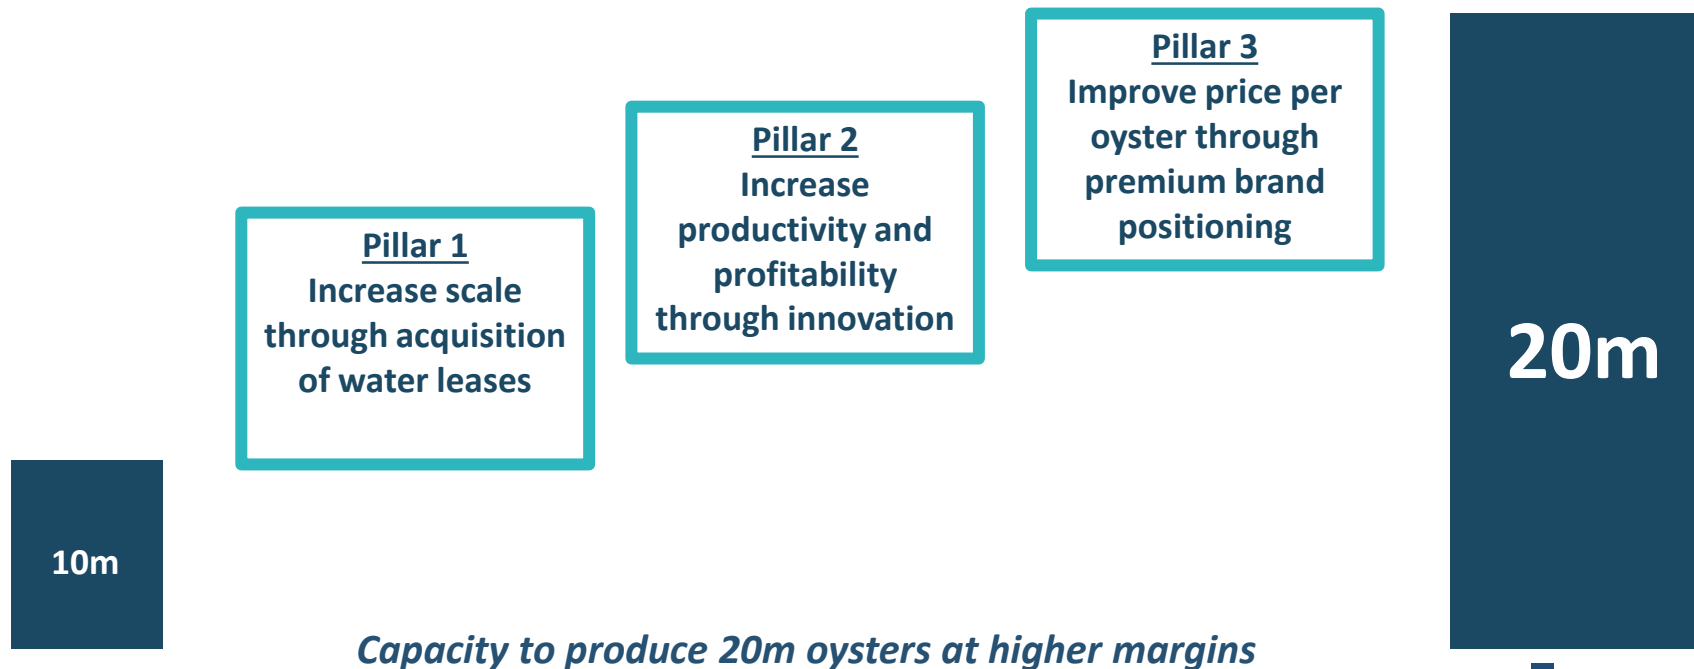 Pillar 3
Improve price per
oyster through
premium brand
positioning
Pillar 2
Increase
productivity and
profitability
through innovation
Pillar 1
Increase scale
through acquisition
of water leases
20m
10m
Capacity to produce 20m oysters at higher margins